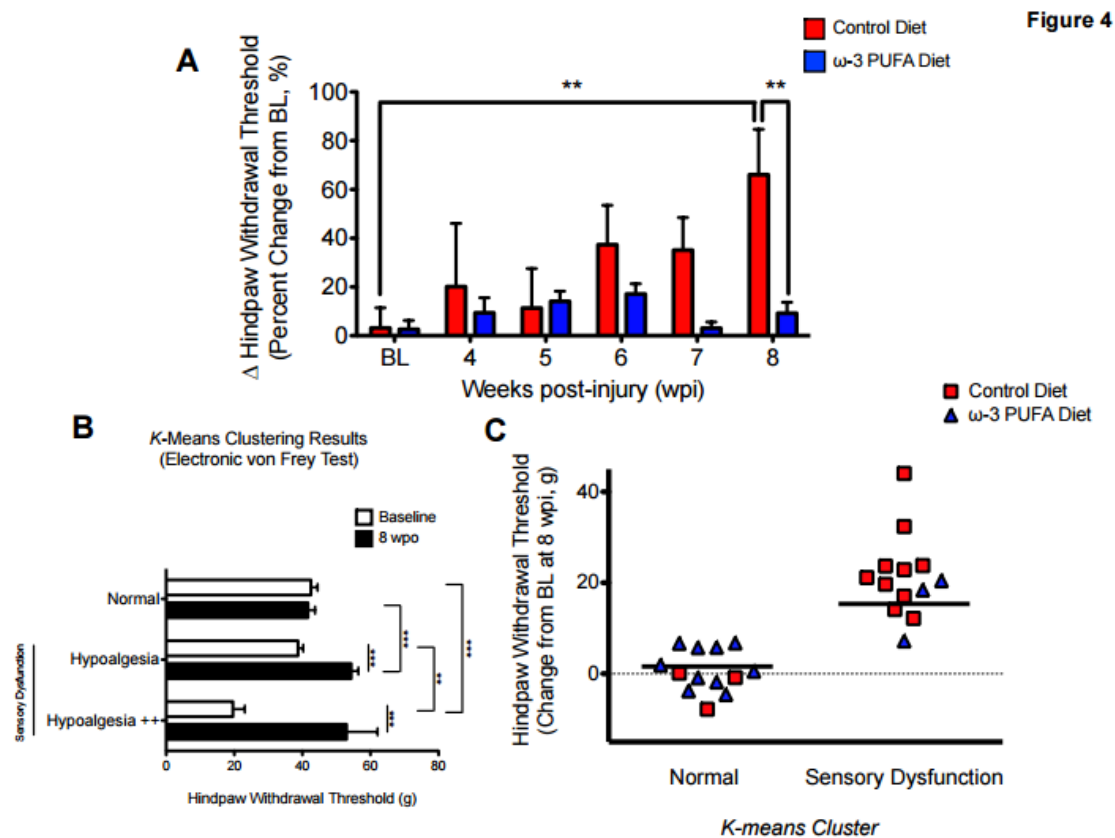 Figure 4
Control Diet
ω-3 PUFA Diet
A
Δ Hindpaw Withdrawal Threshold
(Percent Change from BL, %)
100
80
60
40
20
0
**
**
BL 4 5 6 7 8
Weeks post-injury (wpi)
B
K-Means Clustering Results
(Electronic von Frey Test)
Baseline
8 wpo
Sensory Dysfunction
Normal
Hypoalgesia
Hypoalgesia ++
***
***
***
**
***
0 20 40 60 80
Hindpaw Withdrawal Threshold (g)
C
Control Diet
ω-3 PUFA Diet
Hindpaw Withdrawal Threshold
(Change from BL at 8 wpi, g)
40
20
0
Normal Sensory Dysfunction
K-means Cluster